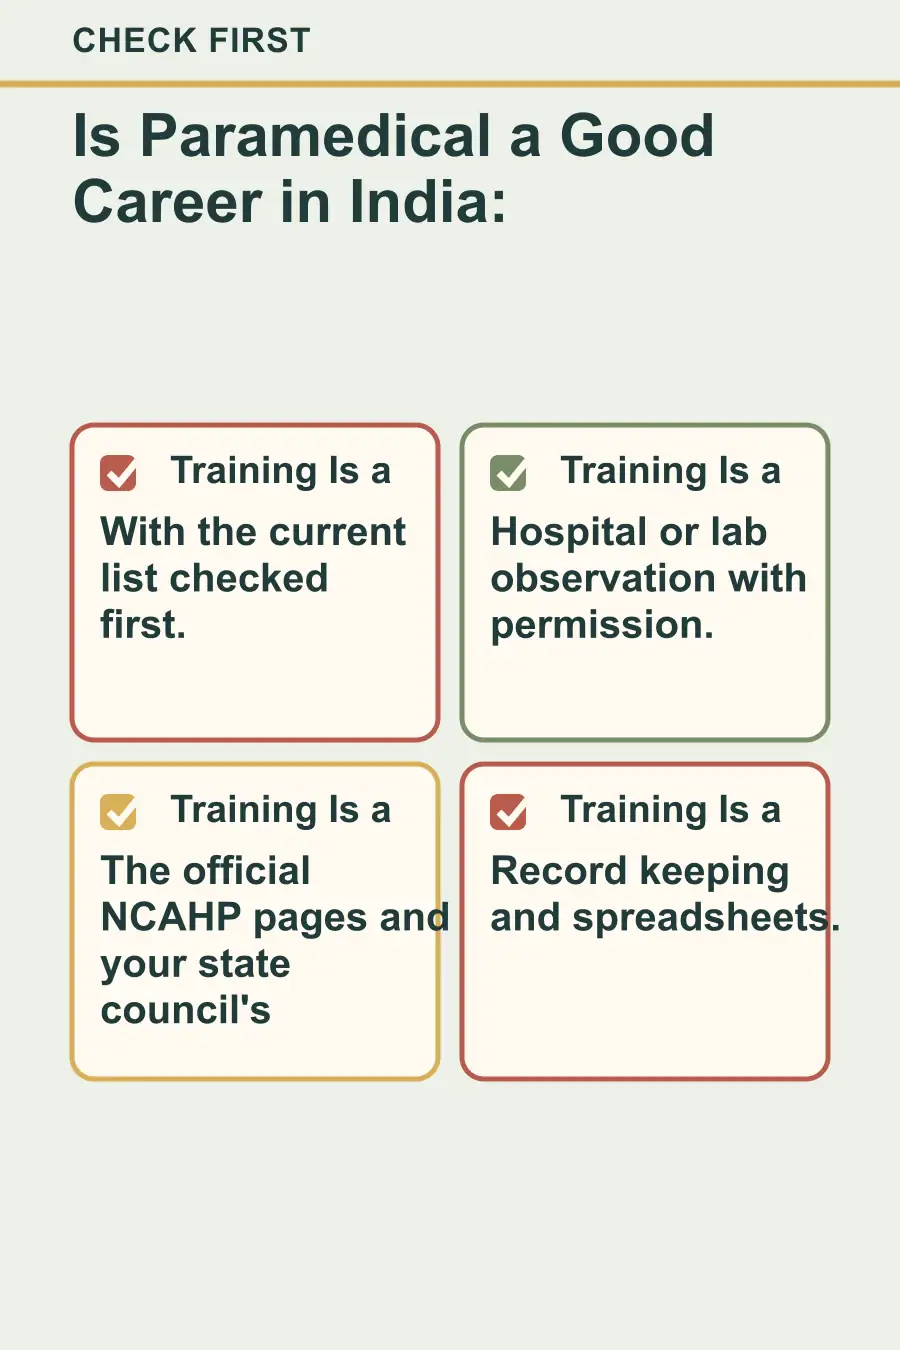 CHECK FIRST
Is Paramedical a Good
Career in India:
Training Is a
With the current
list checked
first.
Training Is a
Hospital or lab
observation with
permission.
Training Is a
The official
NCAHP pages and
your state
council's
Training Is a
Record keeping
and spreadsheets.